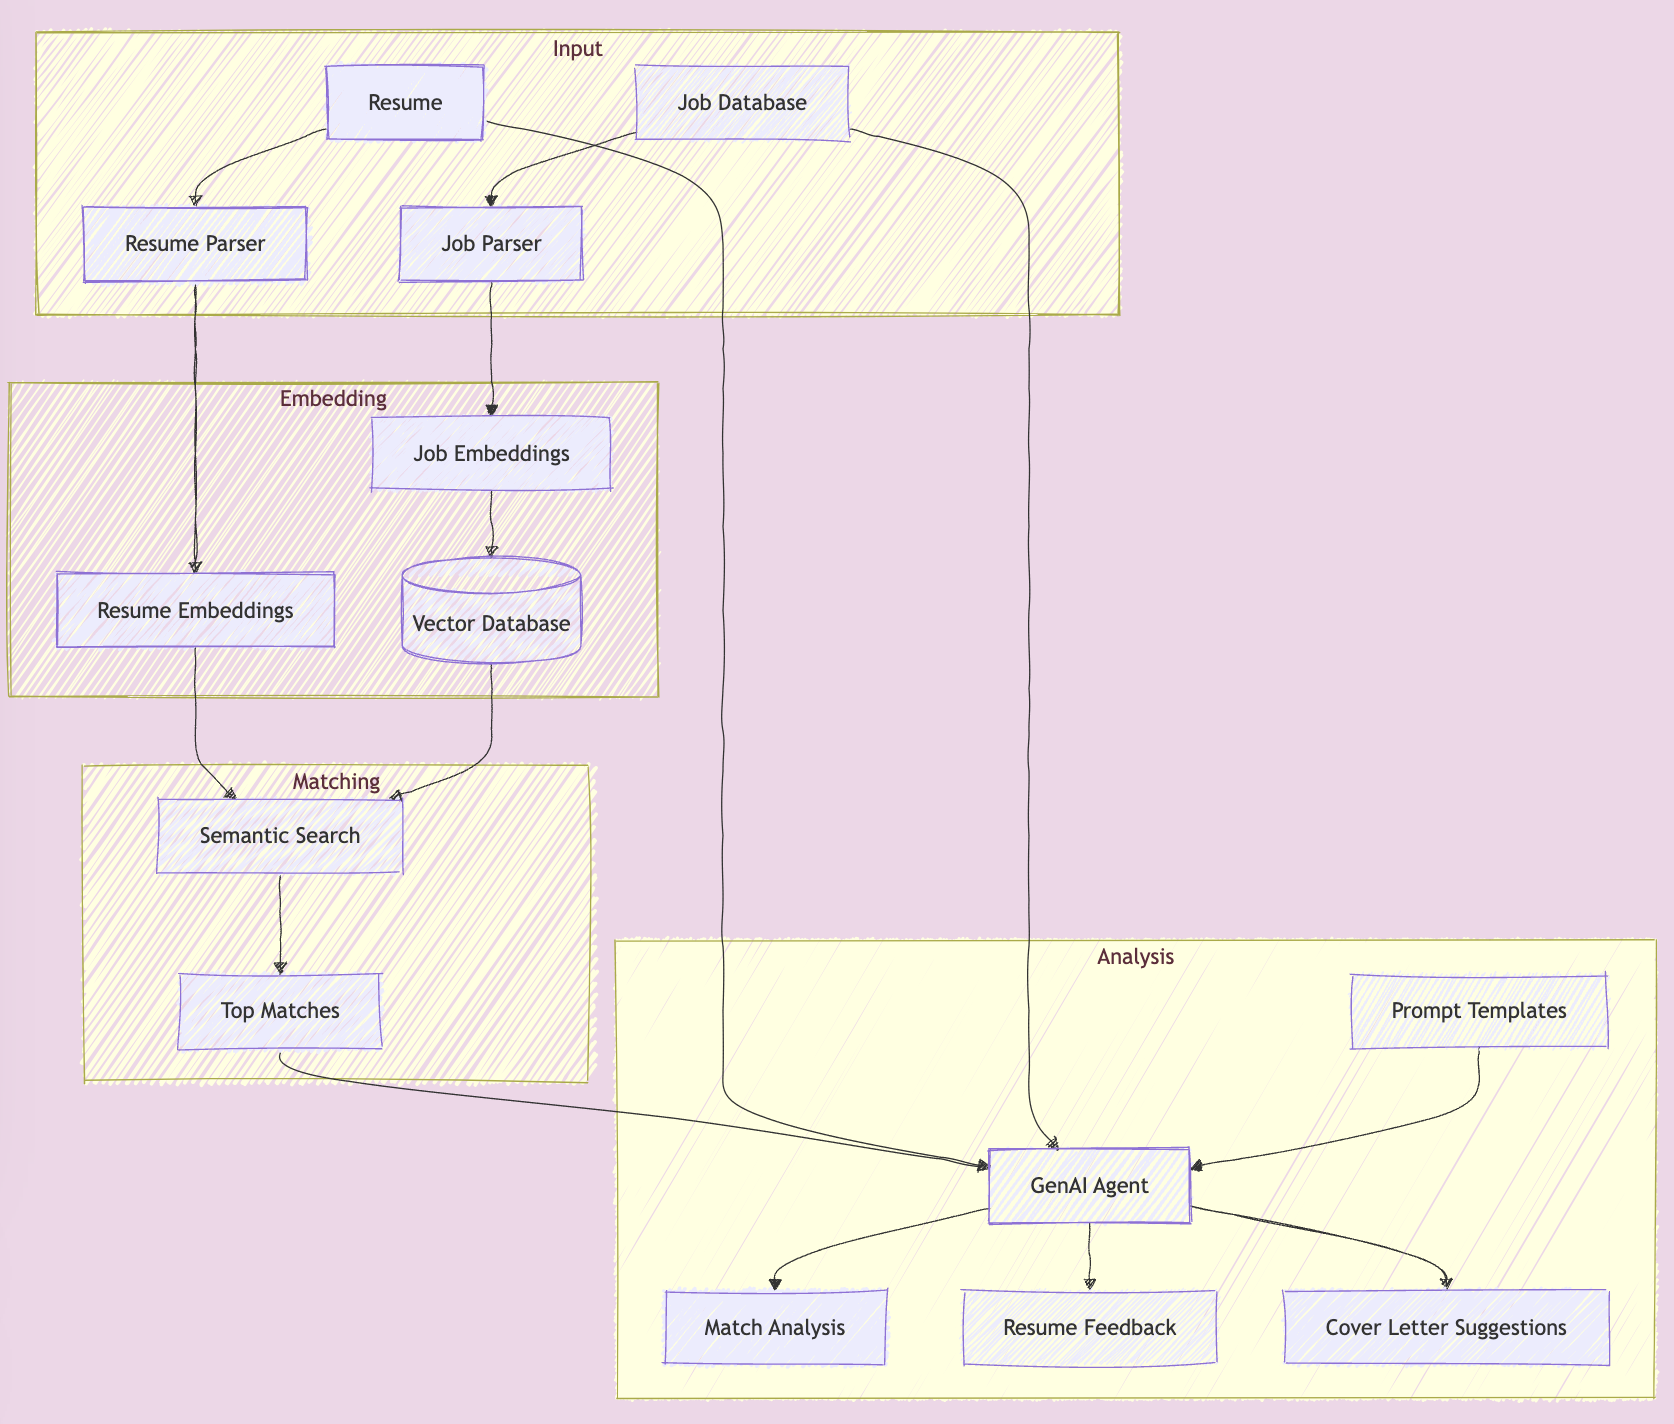 Input
Resume
Job Database
Resume Parser
Job Parser
Embedding
Job Embeddings
Resume Embeddings
Vector Database
Matching
Semantic Search
Top Matches
Analysis
Prompt Templates
GenAI Agent
Match Analysis
Resume Feedback
Cover Letter Suggestions